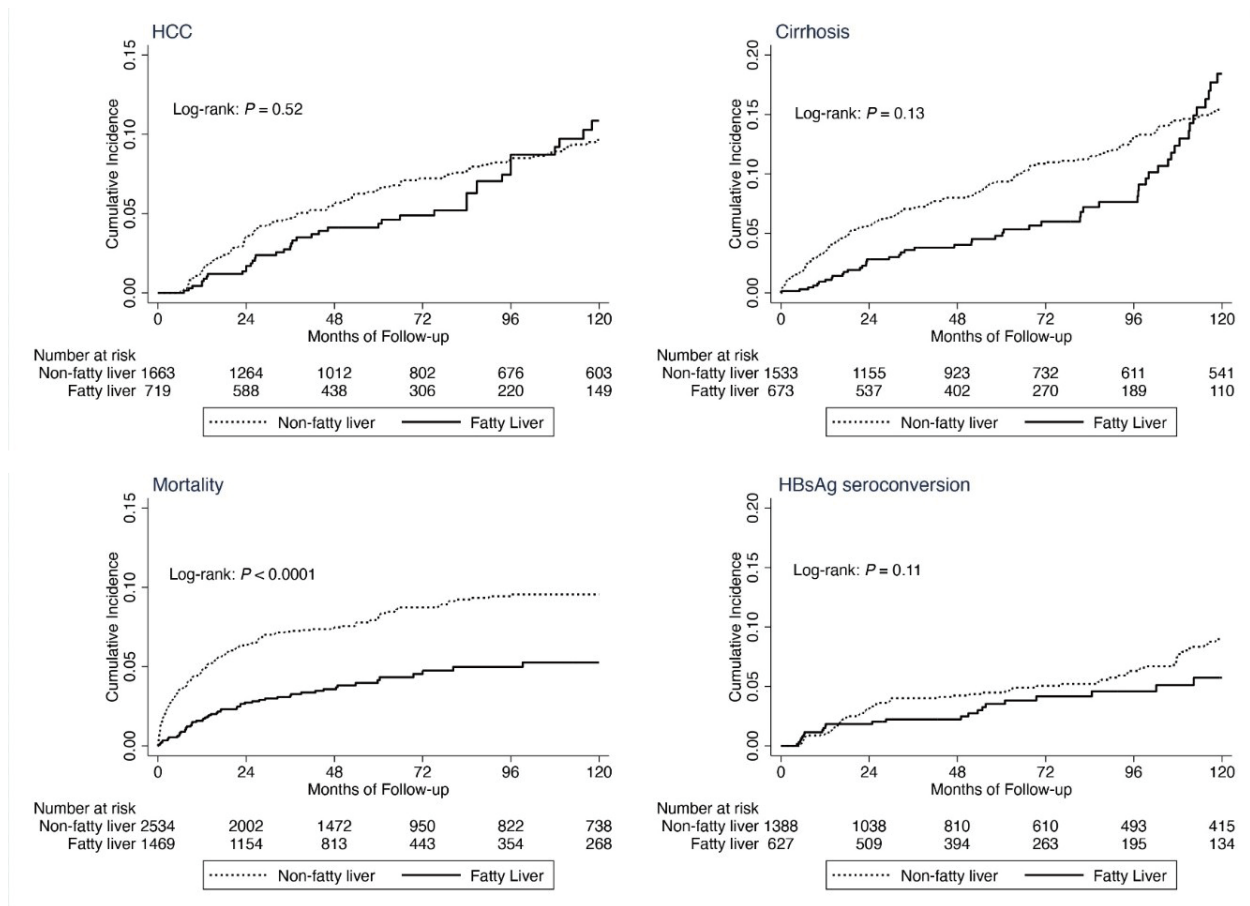 HCC
0.15
0.10
0.05
0.00
Cumulative Incidence
Log-rank: P = 0.52
0 24 48 72 96 120
Months of Follow-up
Number at risk
Non-fatty liver 1663 1264 1012 802 676 603
Fatty liver 719 588 438 306 220 149
Non-fatty liver Fatty Liver
Cirrhosis
0.20
0.15
0.10
0.05
0.00
Cumulative Incidence
Log-rank: P = 0.13
0 24 48 72 96 120
Months of Follow-up
Number at risk
Non-fatty liver 1533 1155 923 732 611 541
Fatty liver 673 537 402 270 189 110
Non-fatty liver Fatty Liver
Mortality
0.15
0.10
0.05
0.00
Cumulative Incidence
Log-rank: P < 0.0001
0 24 48 72 96 120
Months of Follow-up
Number at risk
Non-fatty liver 2534 2002 1472 950 822 738
Fatty liver 1469 1154 813 443 354 268
Non-fatty liver Fatty Liver
HBsAg seroconversion
0.20
0.15
0.10
0.05
0.00
Cumulative Incidence
Log-rank: P = 0.11
0 24 48 72 96 120
Months of Follow-up
Number at risk
Non-fatty liver 1388 1038 810 610 493 415
Fatty liver 627 509 394 263 195 134
Non-fatty liver Fatty Liver